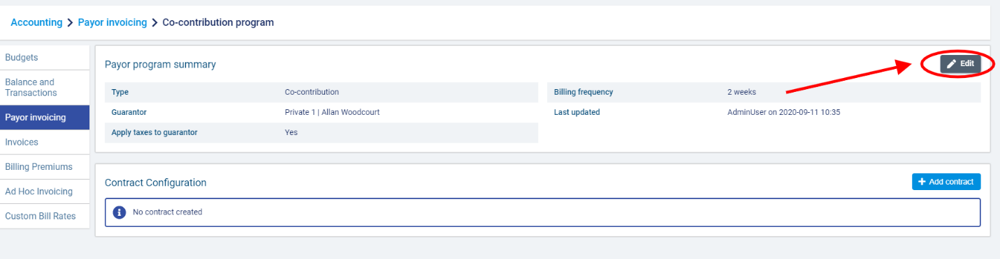 Accounting > Payor invoicing > Co-contribution program
Budgets
Balance and
Transactions
Payor invoicing
Invoices
Billing Premiums
Ad Hoc Invoicing
Custom Bill Rates
Payor program summary
Edit
Type Co-contribution
Guarantor Private 1 | Allan Woodcourt
Apply taxes to guarantor Yes
Billing frequency 2 weeks
Last updated AdminUser on 2020-09-11 10:35
Contract Configuration
+ Add contract
No contract created